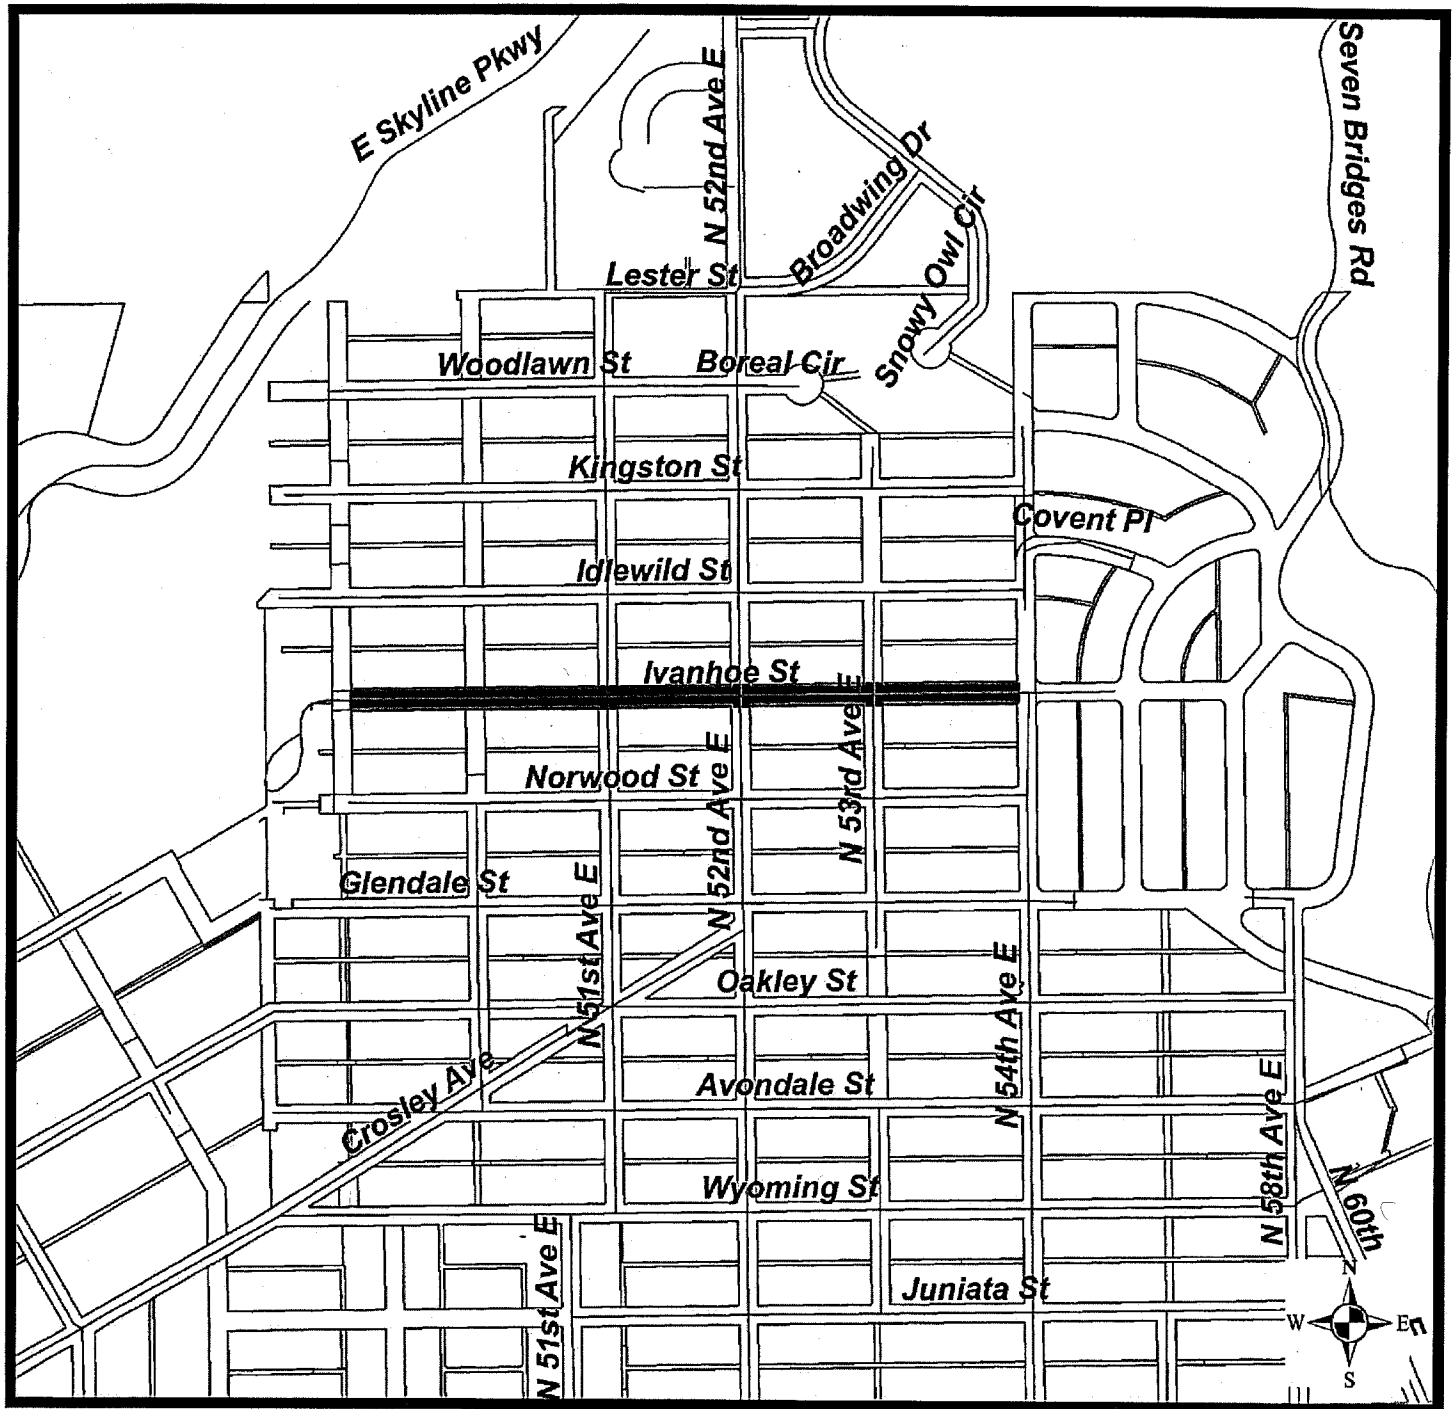 E Skyline Pkwy
N 52nd Ave E
Seven Bridges Rd
Broadwing Dr
Snowy Owl Cir
Lester St
Woodlawn St
Boreal Cir
Kingston St
Covent Pl
Idlewild St
Ivanhoe St
N 53rd Ave E
N 52nd Ave E
Norwood St
Glendale St
N 51st Ave E
Oakley St
N 54th Ave E
Crosley Ave
Avondale St
N 58th Ave E
Wyoming St
N 60th
N 51st Ave E
Juniata St
N
W
E
S